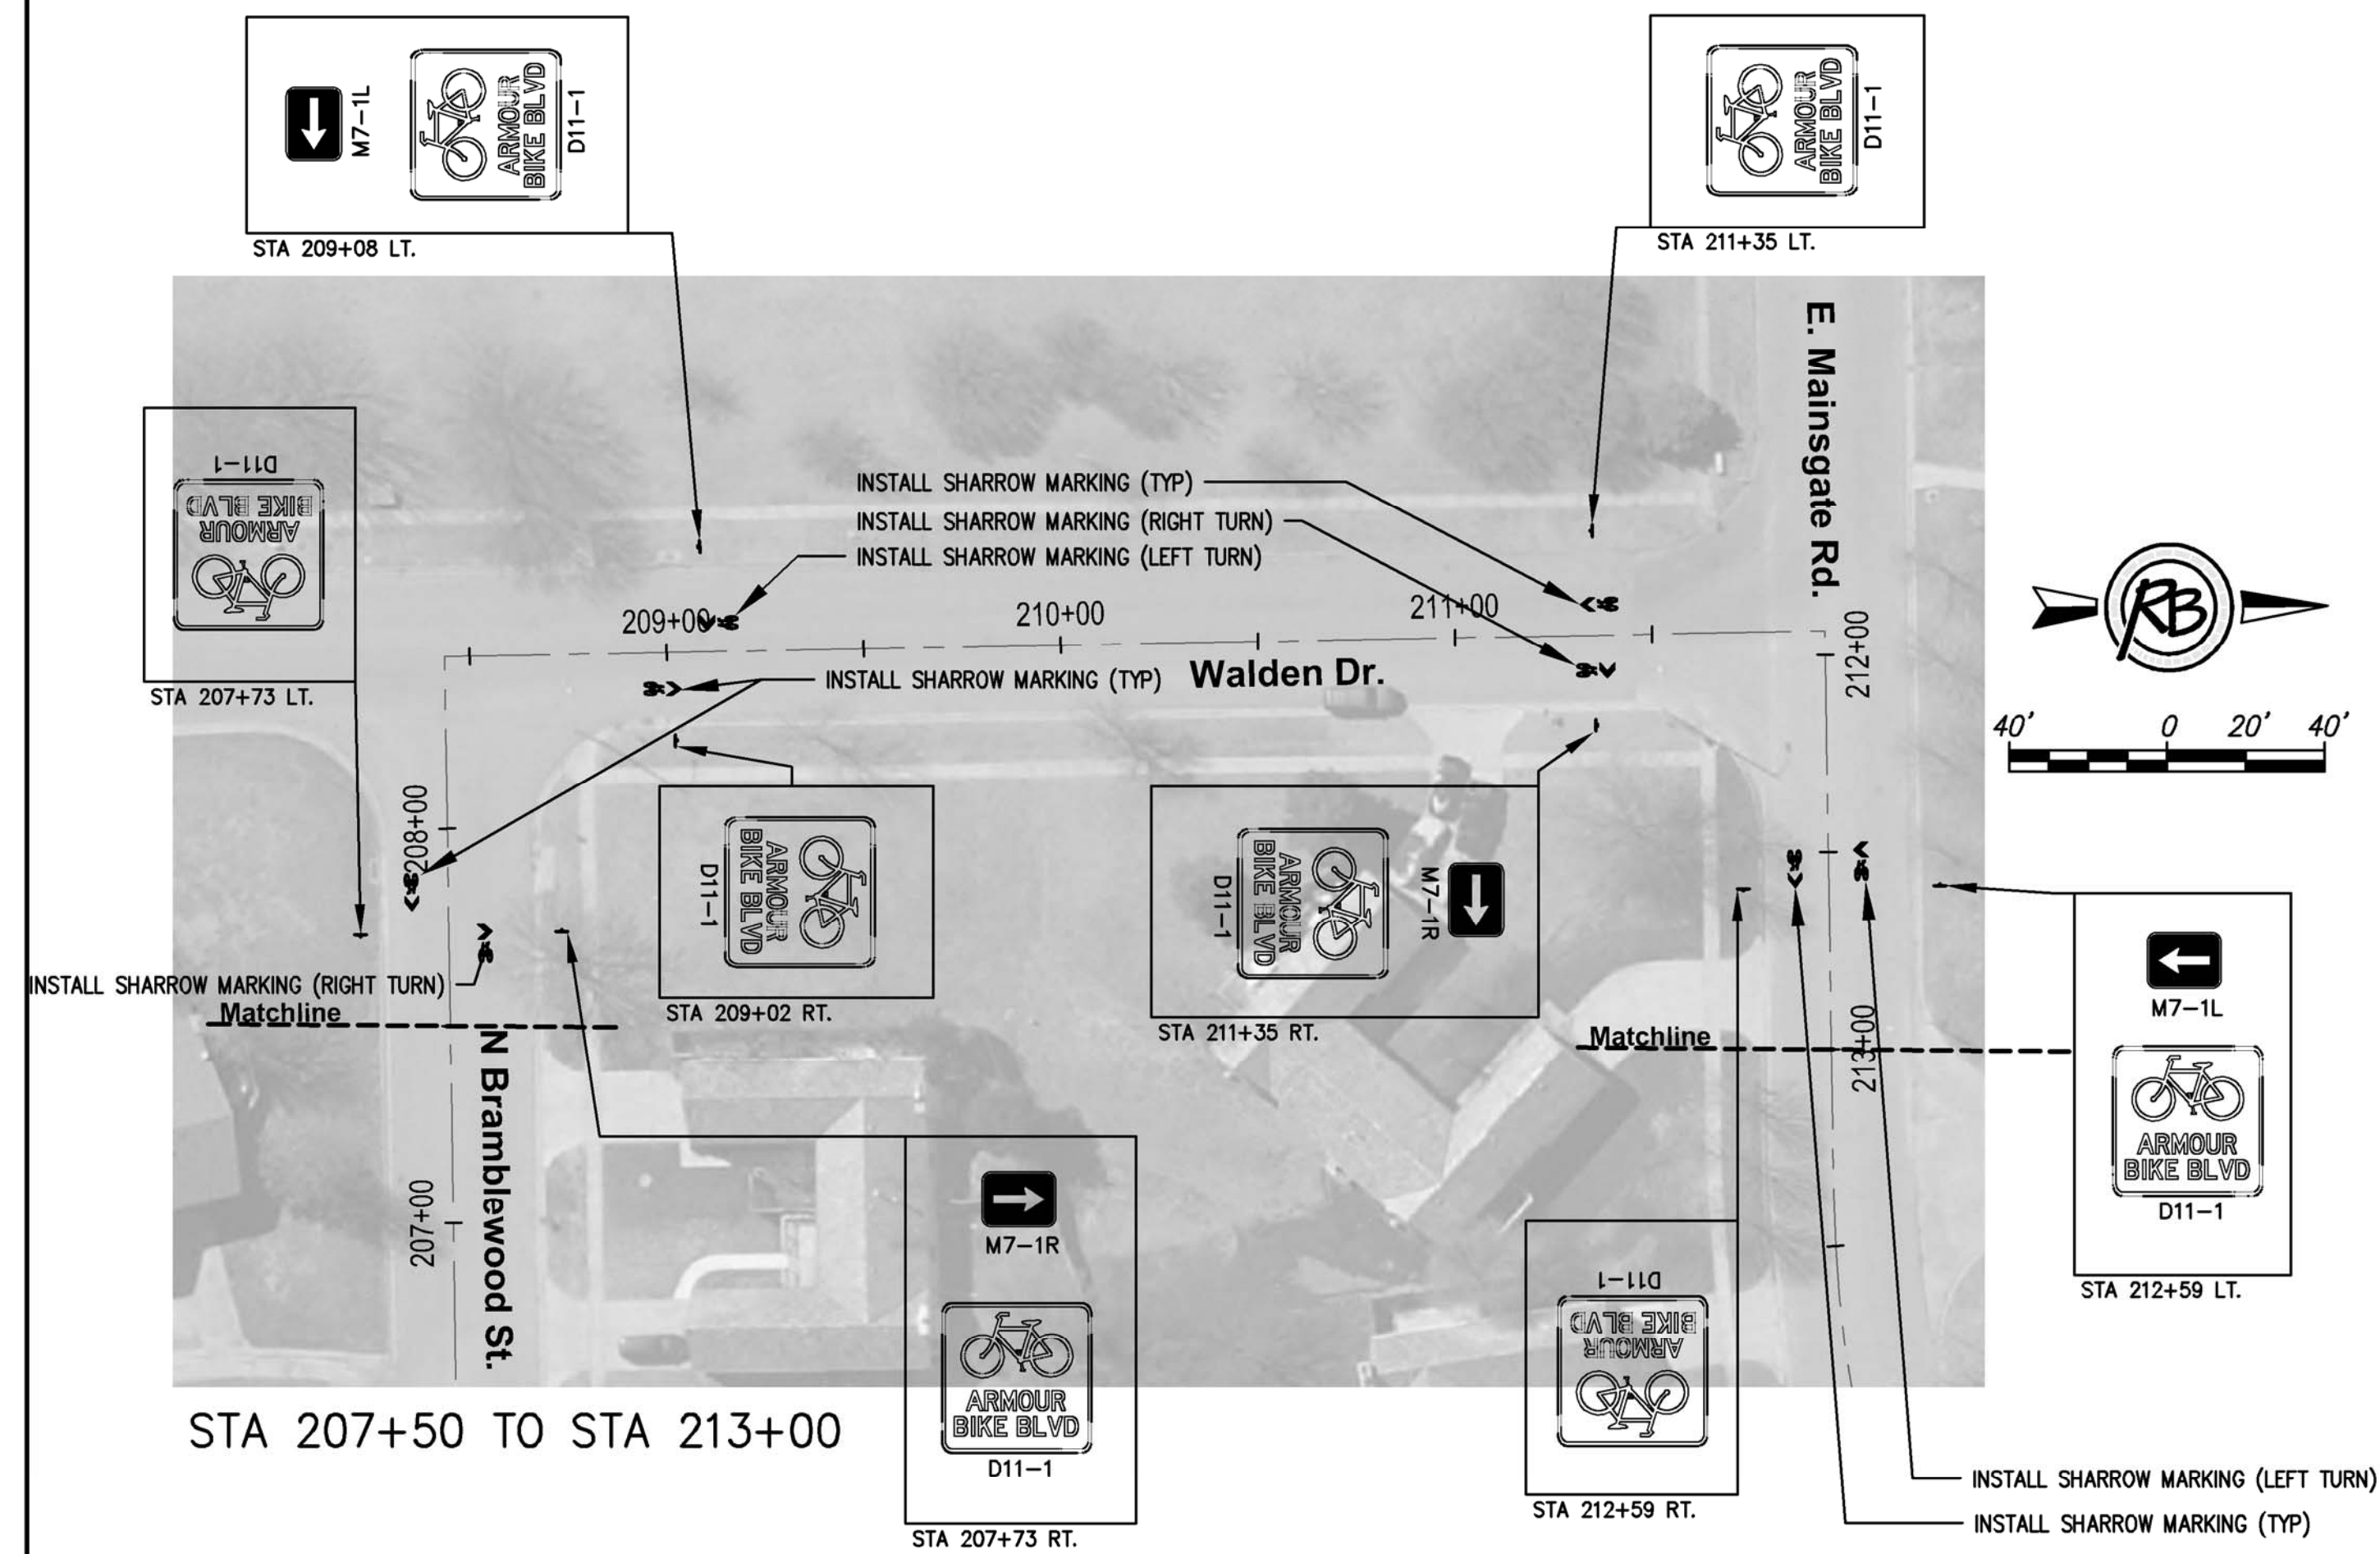 M7-1L
ARMOUR
BIKE BLVD
D11-1
STA 209+08 LT.
ARMOUR
BIKE BLVD
D11-1
STA 211+35 LT.
E. Mainsgate Rd.
D11-1
ARMOUR
BIKE BLVD
STA 207+73 LT.
INSTALL SHARROW MARKING (TYP)
INSTALL SHARROW MARKING (RIGHT TURN)
INSTALL SHARROW MARKING (LEFT TURN)
209+00
210+00
211+00
212+00
INSTALL SHARROW MARKING (TYP)
Walden Dr.
RB
40' 0 20' 40'
208+00
ARMOUR
BIKE BLVD
D11-1
STA 209+02 RT.
M7-1R
ARMOUR
BIKE BLVD
D11-1
STA 211+35 RT.
INSTALL SHARROW MARKING (RIGHT TURN)
Matchline
Matchline
213+00
N Bramblewood St.
207+00
M7-1L
ARMOUR
BIKE BLVD
D11-1
STA 212+59 LT.
M7-1R
ARMOUR
BIKE BLVD
D11-1
STA 207+73 RT.
D11-1
ARMOUR
BIKE BLVD
STA 212+59 RT.
STA 207+50 TO STA 213+00
INSTALL SHARROW MARKING (LEFT TURN)
INSTALL SHARROW MARKING (TYP)